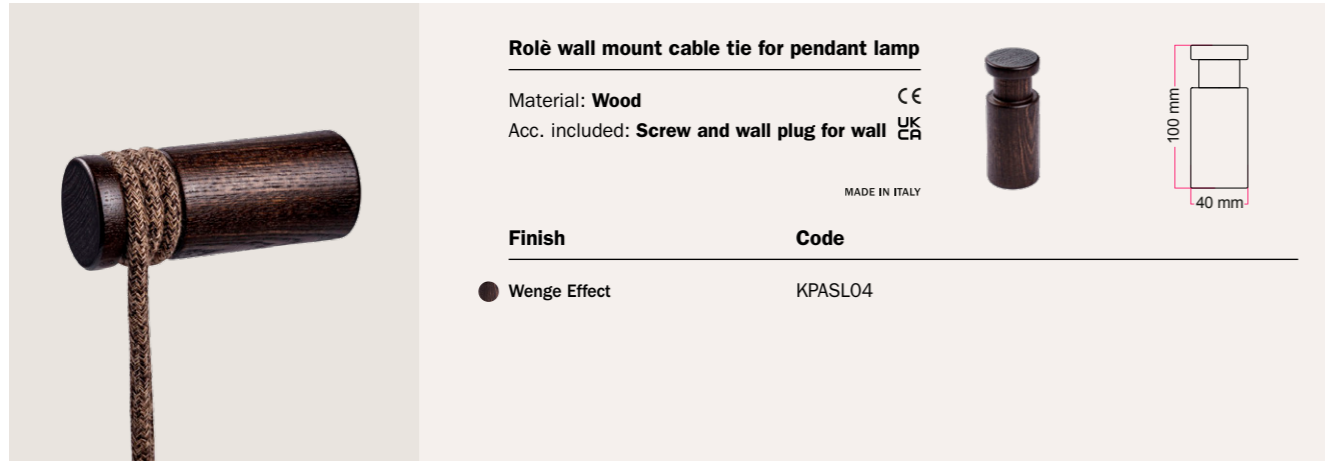 Rolè wall mount cable tie for pendant lamp
Material: Wood
CE
Acc. included: Screw and wall plug for wall
UK
CA
MADE IN ITALY
100 mm
40 mm
Finish
Code
Wenge Effect
KPASL04